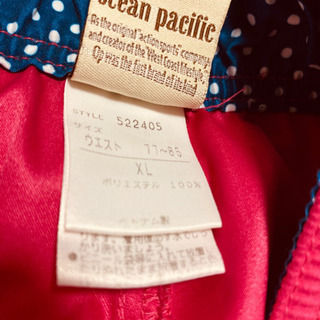 ocean pacific
As the original "action sports" company
and creator of the "West Coast lifestyle"
Op was the first brand of its kind
STYLE 522405
サイズ
ウエスト 77~85
XL
ポリエステル 100%
ベトナム製